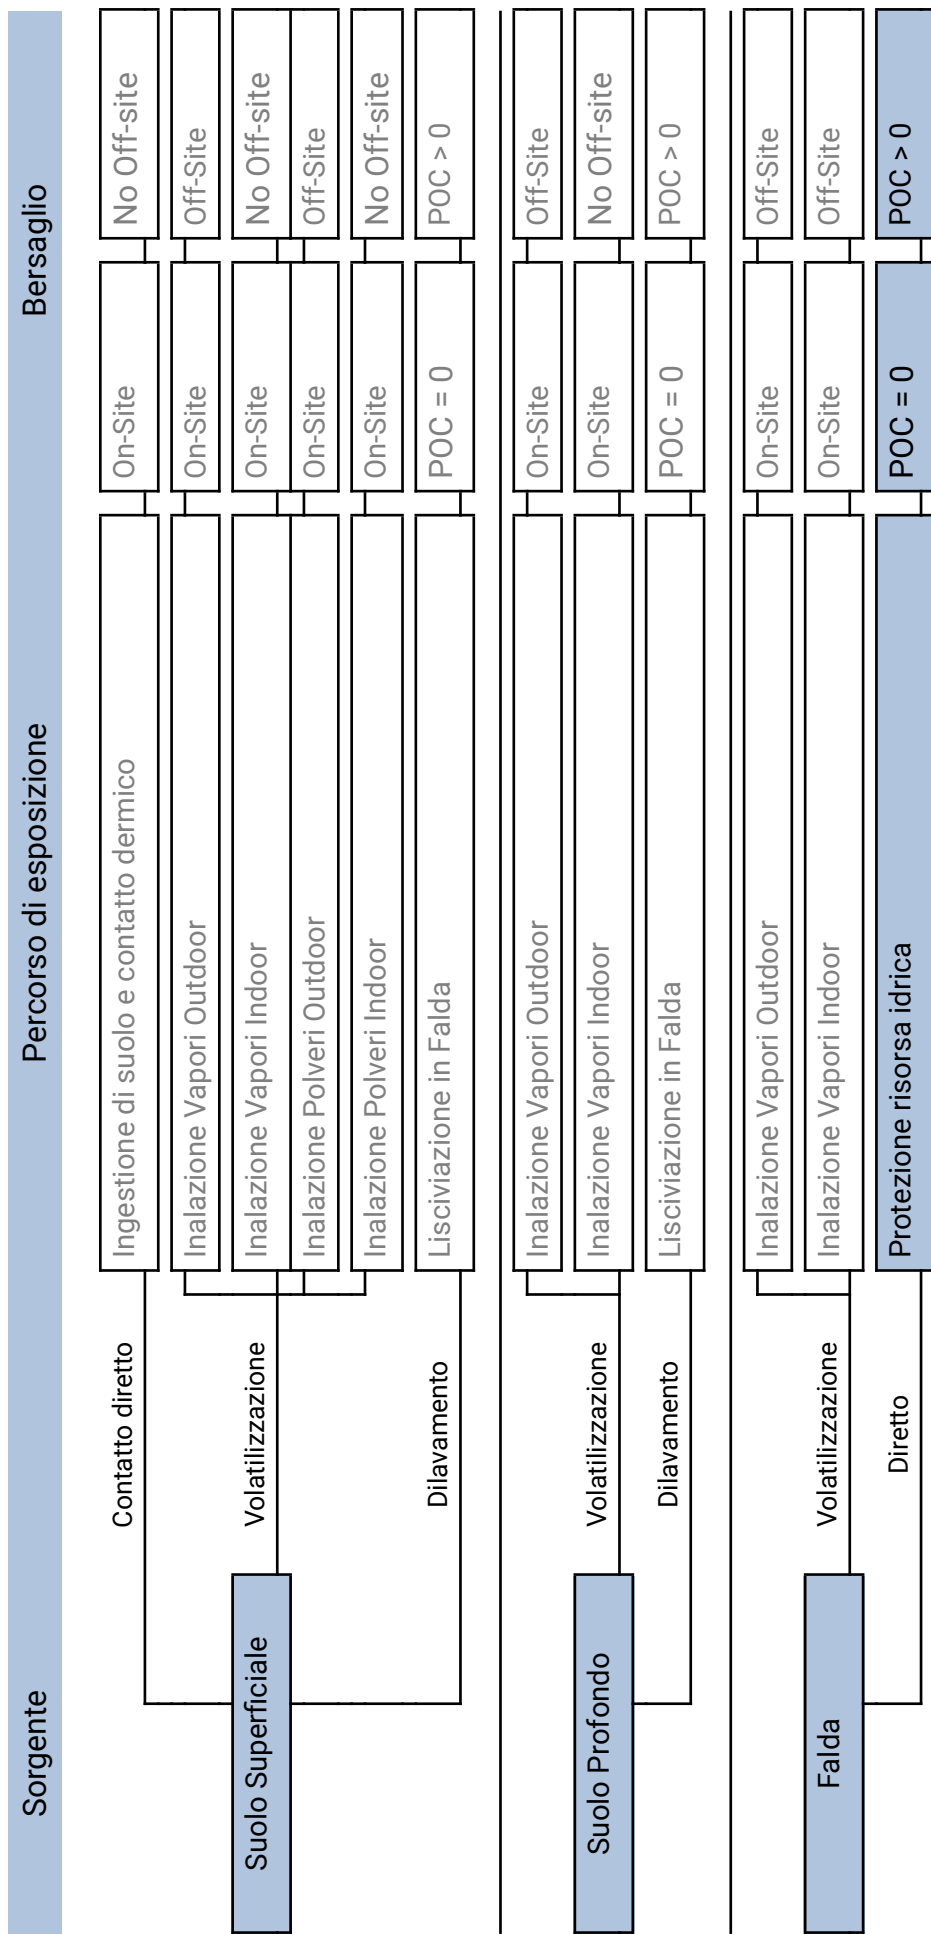 Sorgente
Percorso di esposizione
Bersaglio
Suolo Superficiale
Contatto diretto
Ingestione di suolo e contatto dermico
On-Site
No Off-site
Volatilizzazione
Inalazione Vapori Outdoor
On-Site
Off-Site
Inalazione Vapori Indoor
On-Site
No Off-site
Inalazione Polveri Outdoor
On-Site
Off-Site
Inalazione Polveri Indoor
On-Site
No Off-site
Dilavamento
Lisciviazione in Falda
POC = 0
POC > 0
Suolo Profondo
Volatilizzazione
Inalazione Vapori Outdoor
On-Site
Off-Site
Inalazione Vapori Indoor
On-Site
No Off-site
Dilavamento
Lisciviazione in Falda
POC = 0
POC > 0
Falda
Volatilizzazione
Inalazione Vapori Outdoor
On-Site
Off-Site
Inalazione Vapori Indoor
On-Site
Off-Site
Diretto
Protezione risorsa idrica
POC = 0
POC > 0